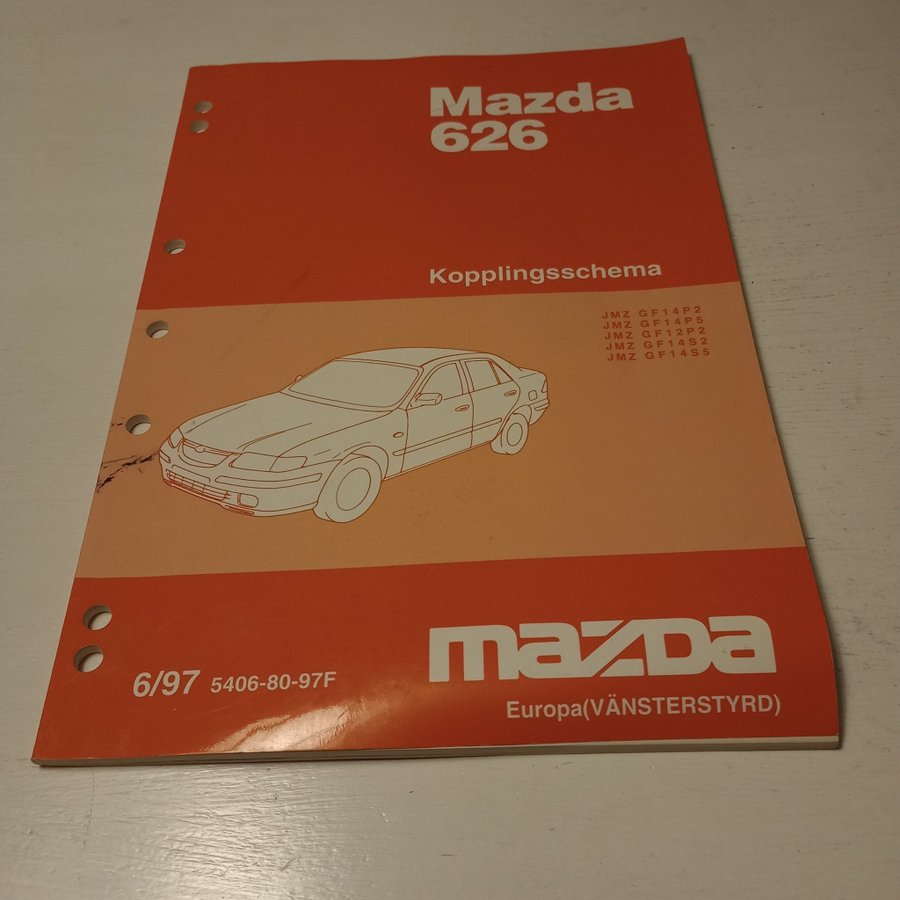 Mazda
626
Kopplingsschema
JMZ GF14P2
JMZ GF14P5
JMZ GF12P2
JMZ GF14S2
JMZ GF14S5
6/97 5406-80-97F
mazda
Europa(VÄNSTERSTYRD)